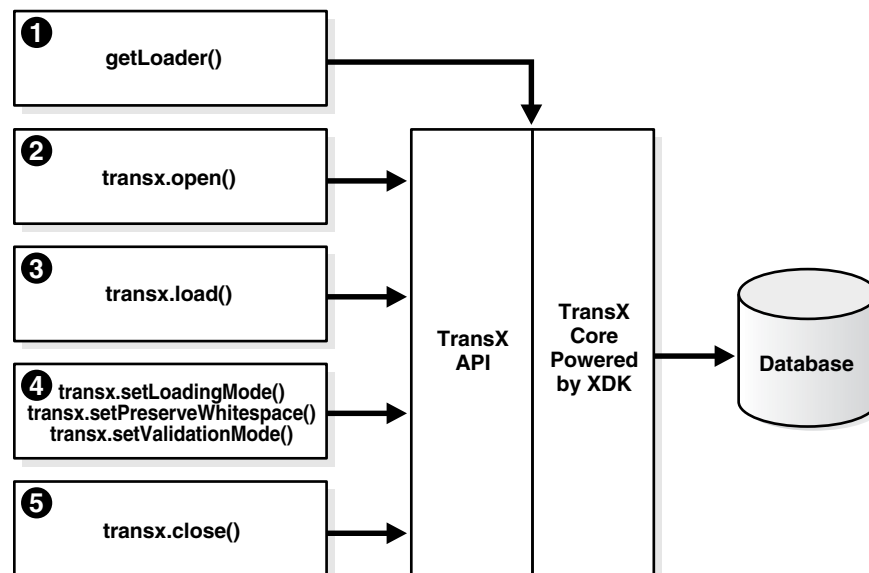 1
getLoader()
2
transx.open()
3
transx.load()
4
transx.setLoadingMode()
transx.setPreserveWhitespace()
transx.setValidationMode()
5
transx.close()
TransX
API
TransX
Core
Powered
by XDK
Database